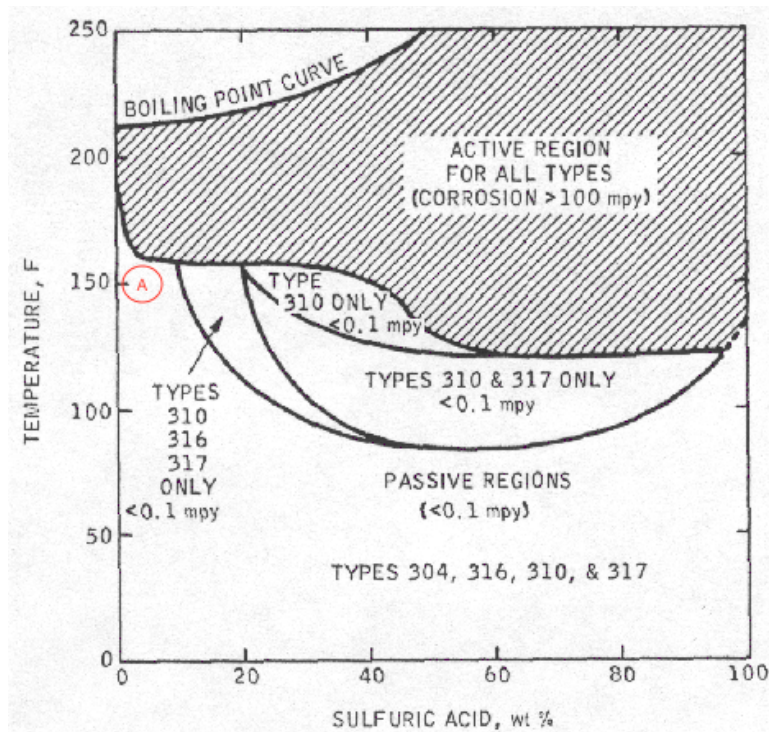 250
BOILING POINT CURVE
200
ACTIVE REGION
FOR ALL TYPES
(CORROSION >100 mpy)
150
A
TYPE
310 ONLY
<0.1 mpy
TYPES 310 & 317 ONLY
<0.1 mpy
TYPES
310
316
317
ONLY
<0.1 mpy
100
PASSIVE REGIONS
(<0.1 mpy)
50
TYPES 304, 316, 310, & 317
0
0
20
40
60
80
100
TEMPERATURE, F
SULFURIC ACID, wt %